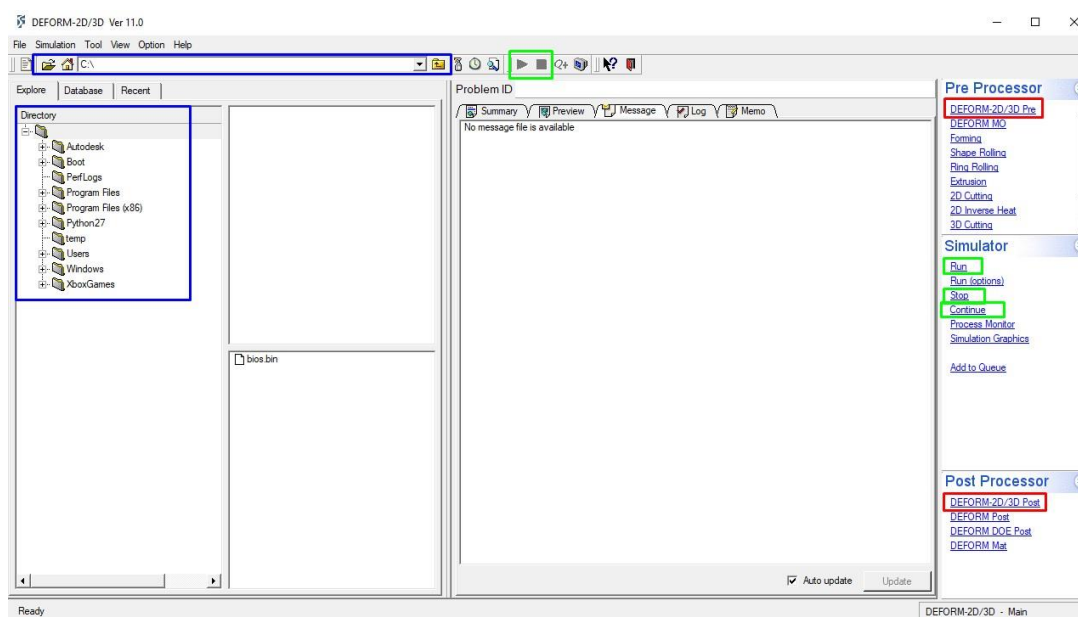 DEFORM-2D/3D Ver 11.0
File Simulation Tool View Option Help
C:\
Explore Database Recent
Directory
Autodesk
Boot
PerfLogs
Program Files
Program Files (x86)
Python27
temp
Users
Windows
XboxGames
bios.bin
Problem ID
Summary Preview Message Log Memo
No message file is available
Auto update Update
Pre Processor
DEFORM-2D/3D Pre
DEFORM MO
Forming
Shape Rolling
Ring Rolling
Extrusion
2D Cutting
2D Inverse Heat
3D Cutting
Simulator
Run
Run (options)
Stop
Continue
Process Monitor
Simulation Graphics
Add to Queue
Post Processor
DEFORM-2D/3D Post
DEFORM Post
DEFORM DOE Post
DEFORM Mat
Ready
DEFORM-2D/3D - Main